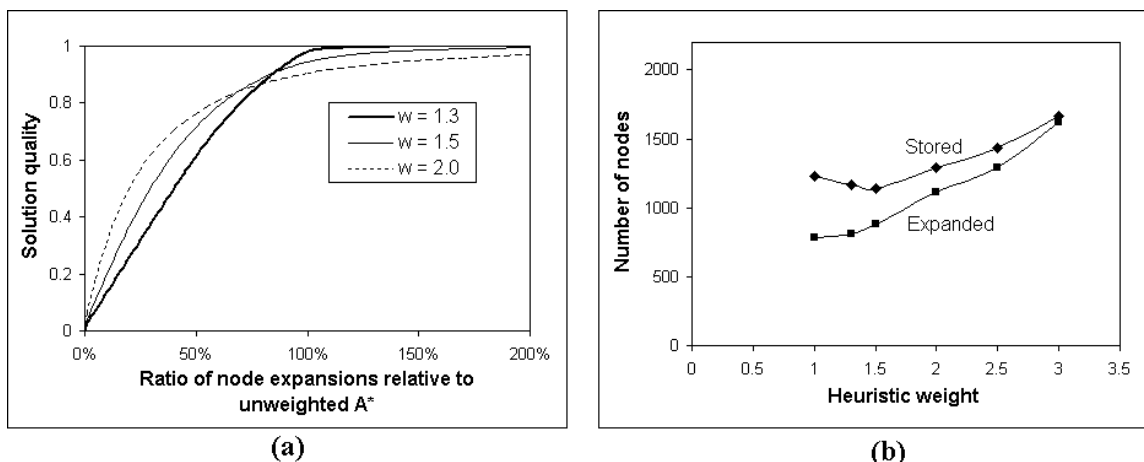 1
0.8
0.6
0.4
0.2
0
Solution quality
w = 1.3
w = 1.5
w = 2.0
0% 50% 100% 150% 200%
Ratio of node expansions relative to
unweighted A*
(a)
2000
1500
1000
500
0
Number of nodes
Stored
Expanded
0 0.5 1 1.5 2 2.5 3 3.5
Heuristic weight
(b)